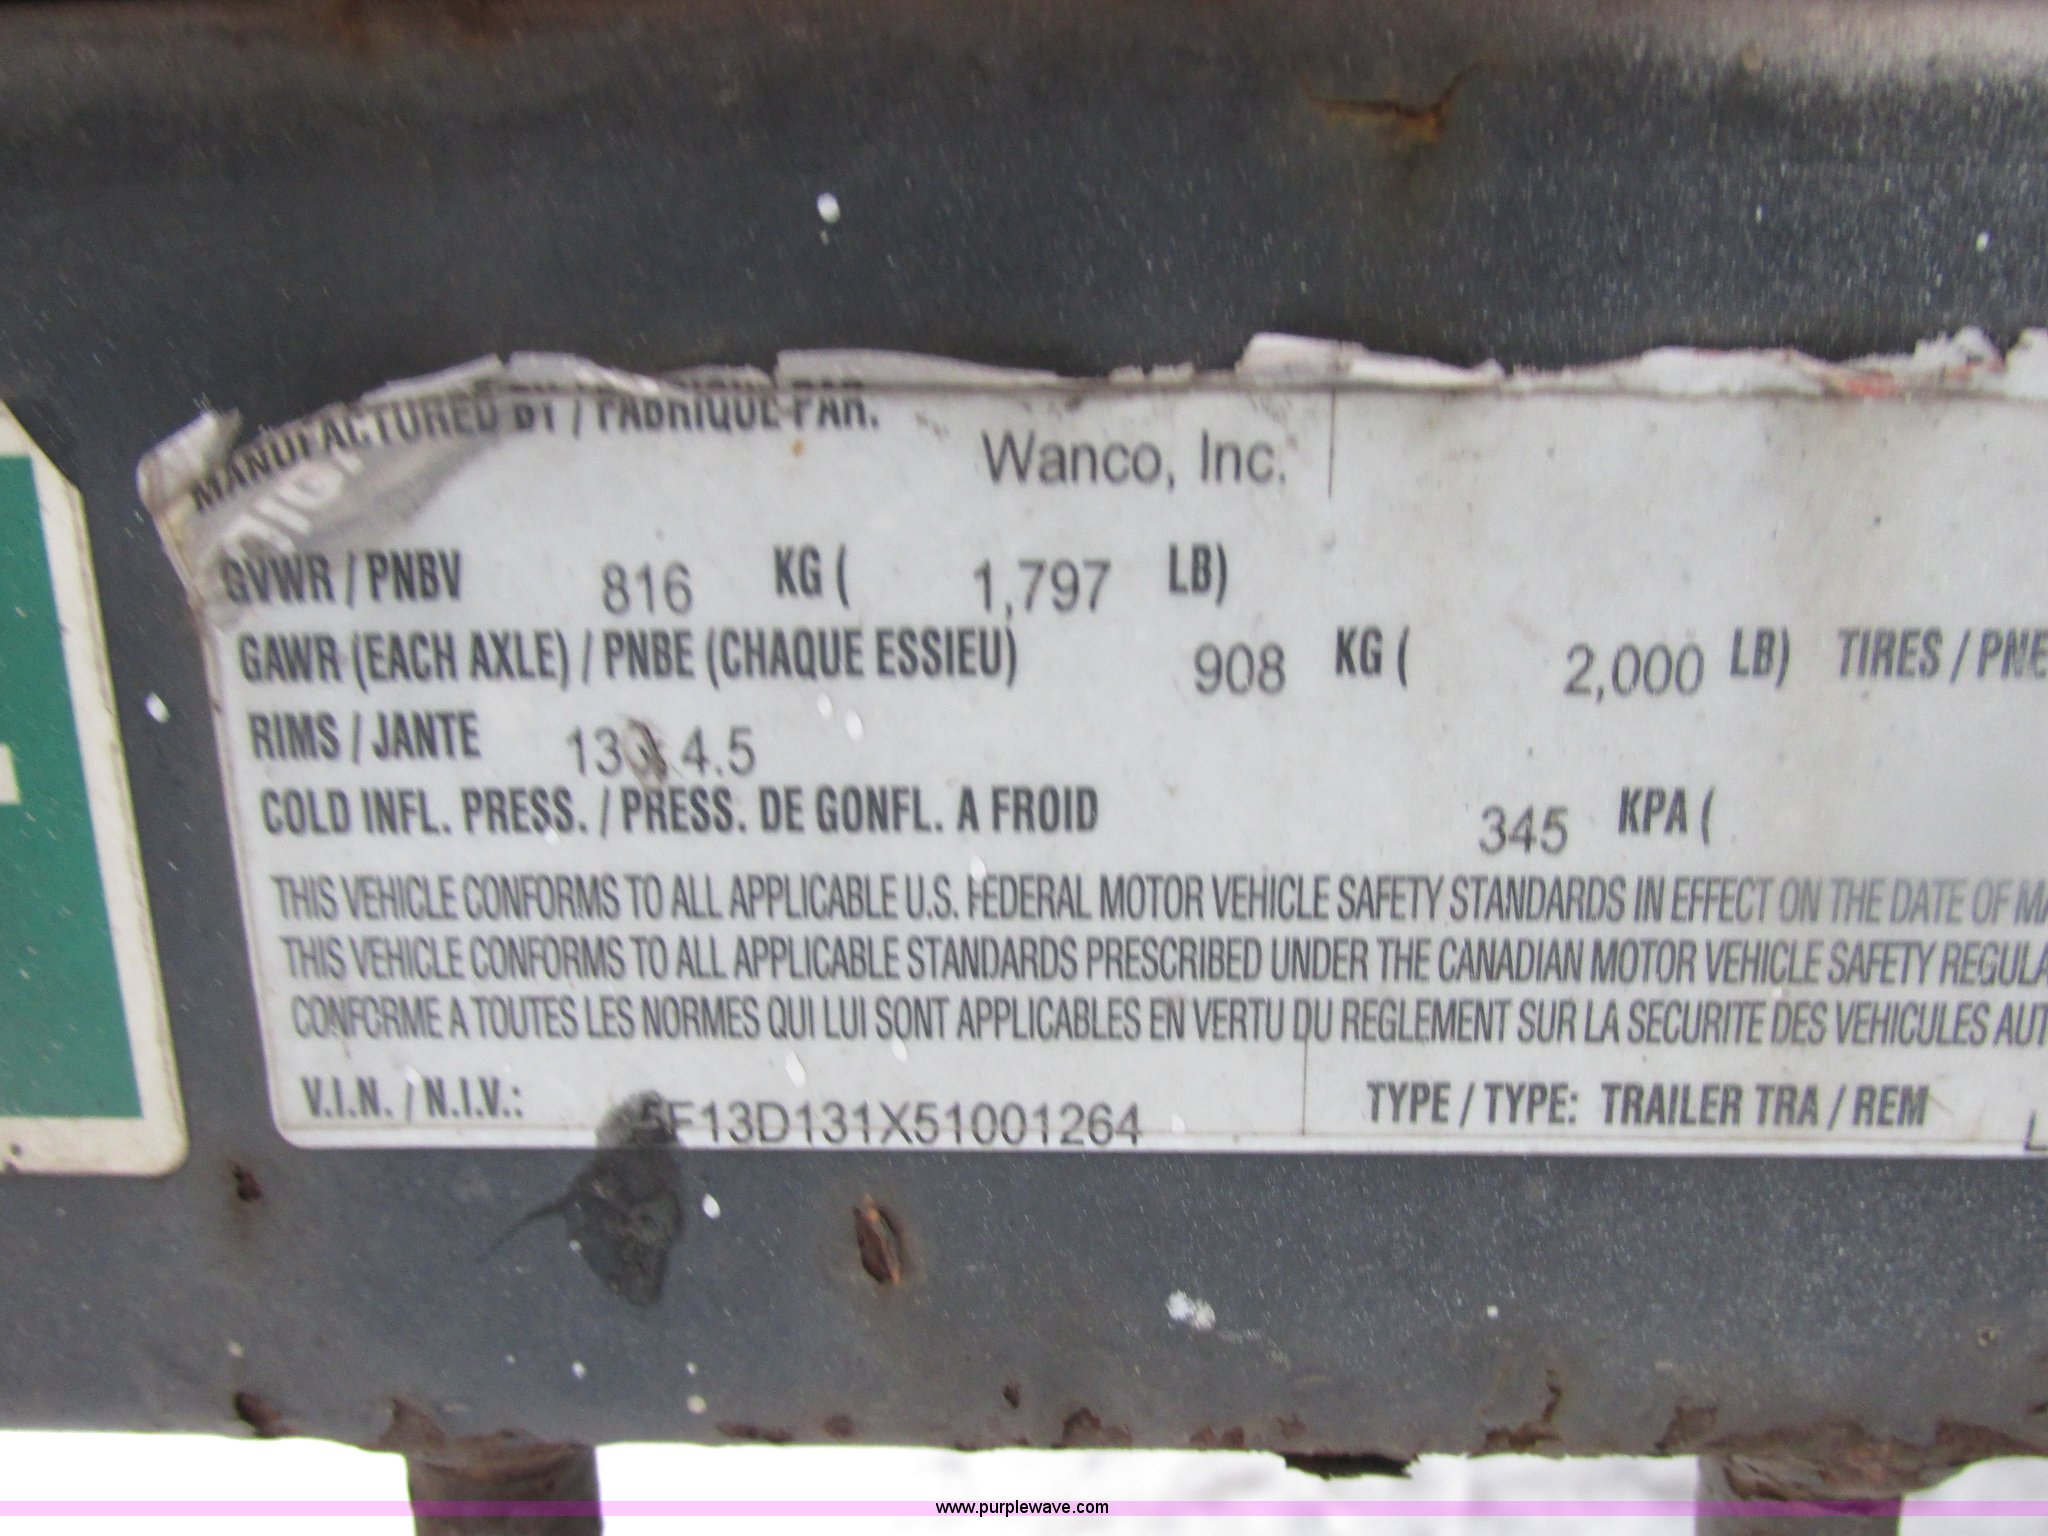 MANUFACTURED BY / FABRIQUE PAR.
Wanco, Inc.
GVWR / PNBV 816 KG ( 1,797 LB)
GAWR (EACH AXLE) / PNBE (CHAQUE ESSIEU) 908 KG ( 2,000 LB) TIRES / PNE
RIMS / JANTE 13 x 4.5
COLD INFL. PRESS. / PRESS. DE GONFL. A FROID 345 KPA (
THIS VEHICLE CONFORMS TO ALL APPLICABLE U.S. FEDERAL MOTOR VEHICLE SAFETY STANDARDS IN EFFECT ON THE DATE OF MA
THIS VEHICLE CONFORMS TO ALL APPLICABLE STANDARDS PRESCRIBED UNDER THE CANADIAN MOTOR VEHICLE SAFETY REGULA
CONFORME A TOUTES LES NORMES QUI LUI SONT APPLICABLES EN VERTU DU REGLEMENT SUR LA SECURITE DES VEHICULES AUT
V.I.N. / N.I.V.: 5F13D131X51001264 TYPE / TYPE: TRAILER TRA / REM
www.purplewave.com